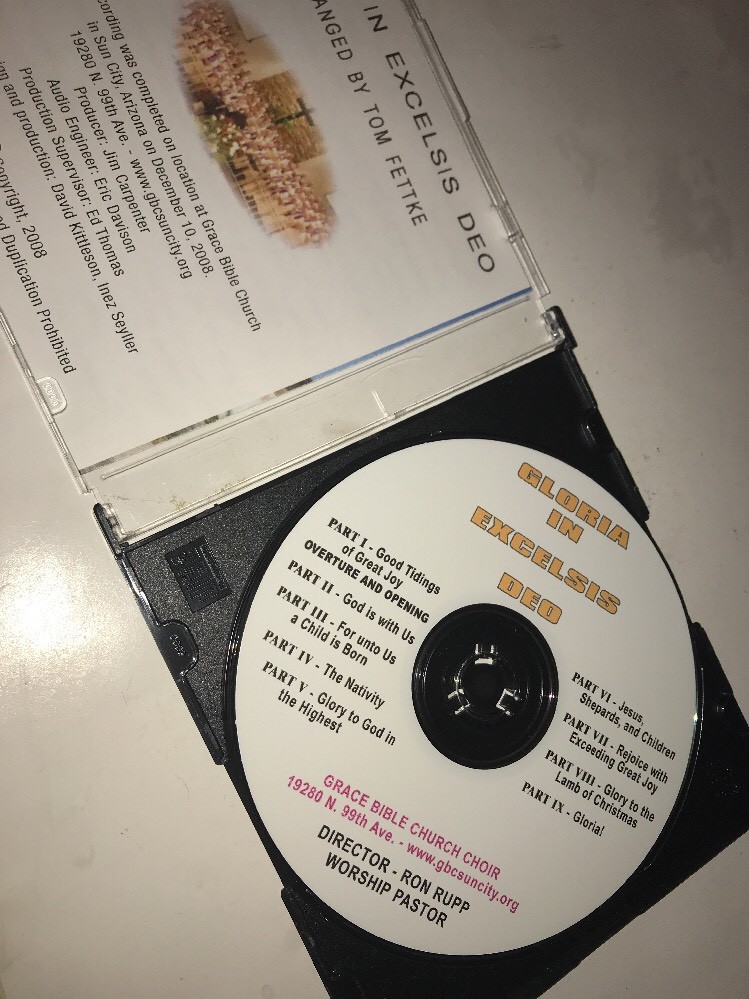 IN EXCELSIS DEO
BY TOM FETTKE
was completed on location at Grace Bible Church
in Sun City, Arizona on December 10, 2008.
19280 N. 99th Ave. - www.gbcsuncity.org
Producer: Jim Carpenter
Audio Engineer: Eric Davison
Production Supervisor: Ed Thomas
and production: David Kittleson, Inez Seyller
Copyright, 2008
Duplication Prohibited
GLORIA
IN
EXCELSIS
DEO
PART I - Good Tidings
of Great Joy
OVERTURE AND OPENING
PART II - God is with Us
PART III - For unto Us
a Child is Born
PART IV - The Nativity
PART V - Glory to God in
the Highest
PART VI - Jesus,
Shepards, and Children
PART VII - Rejoice with
Exceeding Great Joy
PART VIII - Glory to the
Lamb of Christmas
PART IX - Gloria!
GRACE BIBLE CHURCH CHOIR
19280 N. 99th Ave. - www.gbcsuncity.org
DIRECTOR - RON RUPP
WORSHIP PASTOR